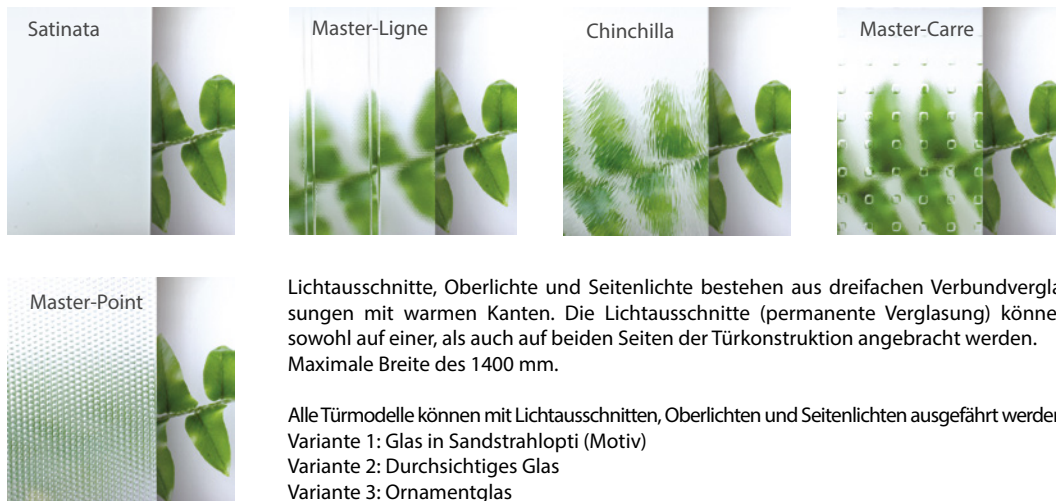 Satinata
Master-Ligne
Chinchilla
Master-Carre
Master-Point
Lichtausschnitte, Oberlichte und Seitenlichte bestehen aus dreifachen Verbundvergla
sungen mit warmen Kanten. Die Lichtausschnitte (permanente Verglasung) könne
sowohl auf einer, als auch auf beiden Seiten der Türkonstruktion angebracht werden.
Maximale Breite des 1400 mm.
Alle Türmodelle können mit Lichtausschnitten, Oberlichten und Seitenlichten ausgefährt werde
Variante 1: Glas in Sandstrahlopti (Motiv)
Variante 2: Durchsichtiges Glas
Variante 3: Ornamentglas